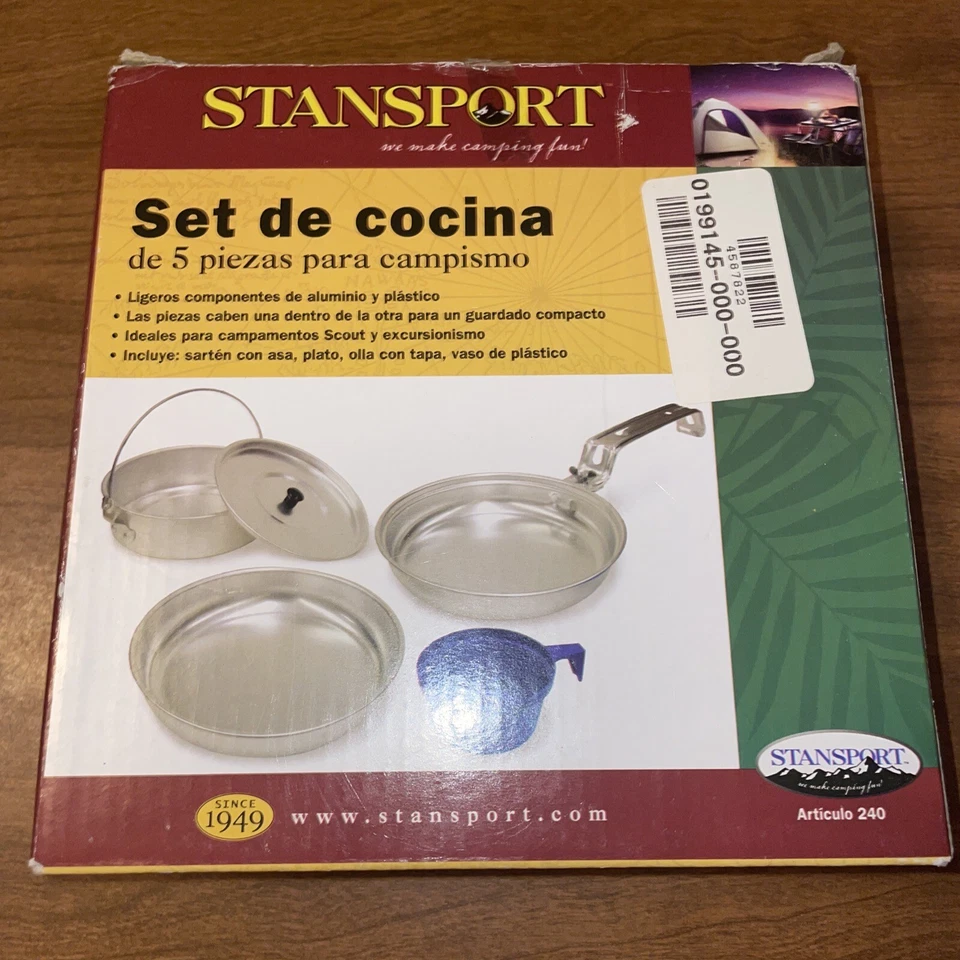 STANSPORT
we make camping fun!
Set de cocina
de 5 piezas para campismo
• Ligeros componentes de aluminio y plástico
• Las piezas caben una dentro de la otra para un guardado compacto
• Ideales para campamentos Scout y excursionismo
• Incluye: sartén con asa, plato, olla con tapa, vaso de plástico
4587822
0199145-000-000
STANSPORT™
we make camping fun!
Artículo 240
SINCE
1949
www.stansport.com